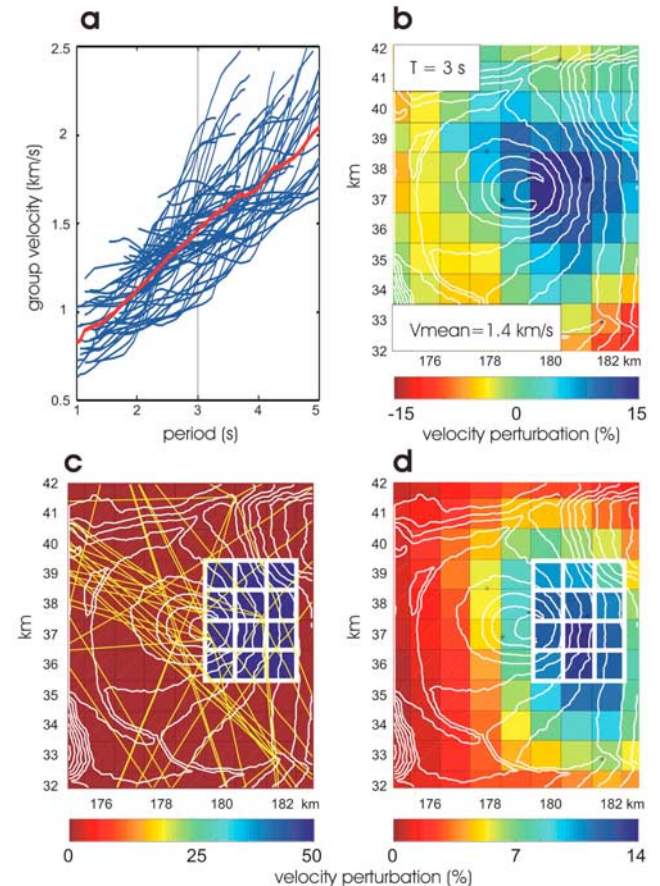 a
2.5
2
1.5
1
0.5
group velocity (km/s)
1 2 3 4 5
period (s)
b
42
41
40
39
38
37
36
35
34
33
32
km
T = 3 s
Vmean=1.4 km/s
176 178 180 182 km
-15 0 15
velocity perturbation (%)
c
42
41
40
39
38
37
36
35
34
33
32
km
176 178 180 182 km
0 25 50
d
42
41
40
39
38
37
36
35
34
33
32
176 178 180 182 km
0 7 14
velocity perturbation (%)